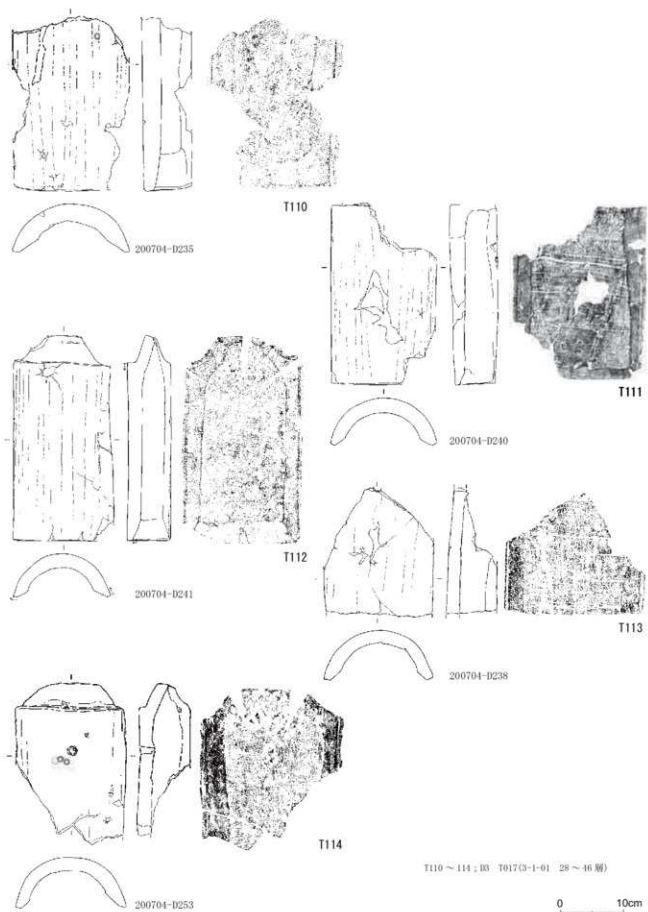 T110
200704-D235
T111
200704-D240
T112
200704-D241
T113
200704-D238
T114
200704-D253
T110 ～ 114 ; D3 T017(3-1-01 28 ～ 46 層)
0 10cm